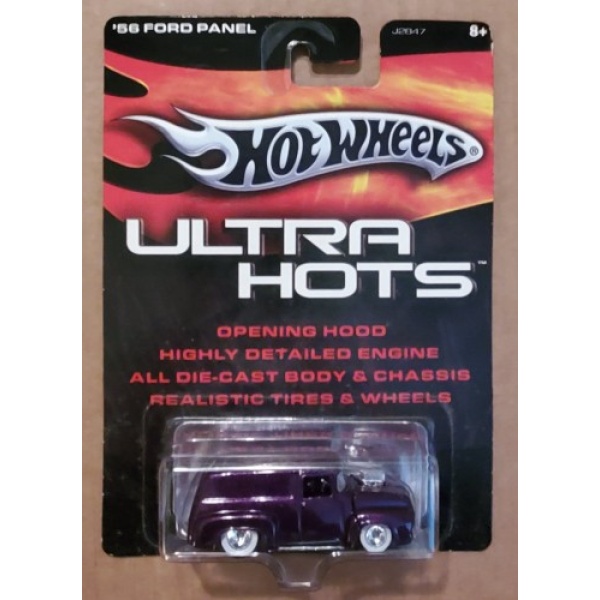 '56 FORD PANEL
J2847
8+
HOT WHEELS®
ULTRA
HOTS™
OPENING HOOD
HIGHLY DETAILED ENGINE
ALL DIE-CAST BODY & CHASSIS
REALISTIC TIRES & WHEELS